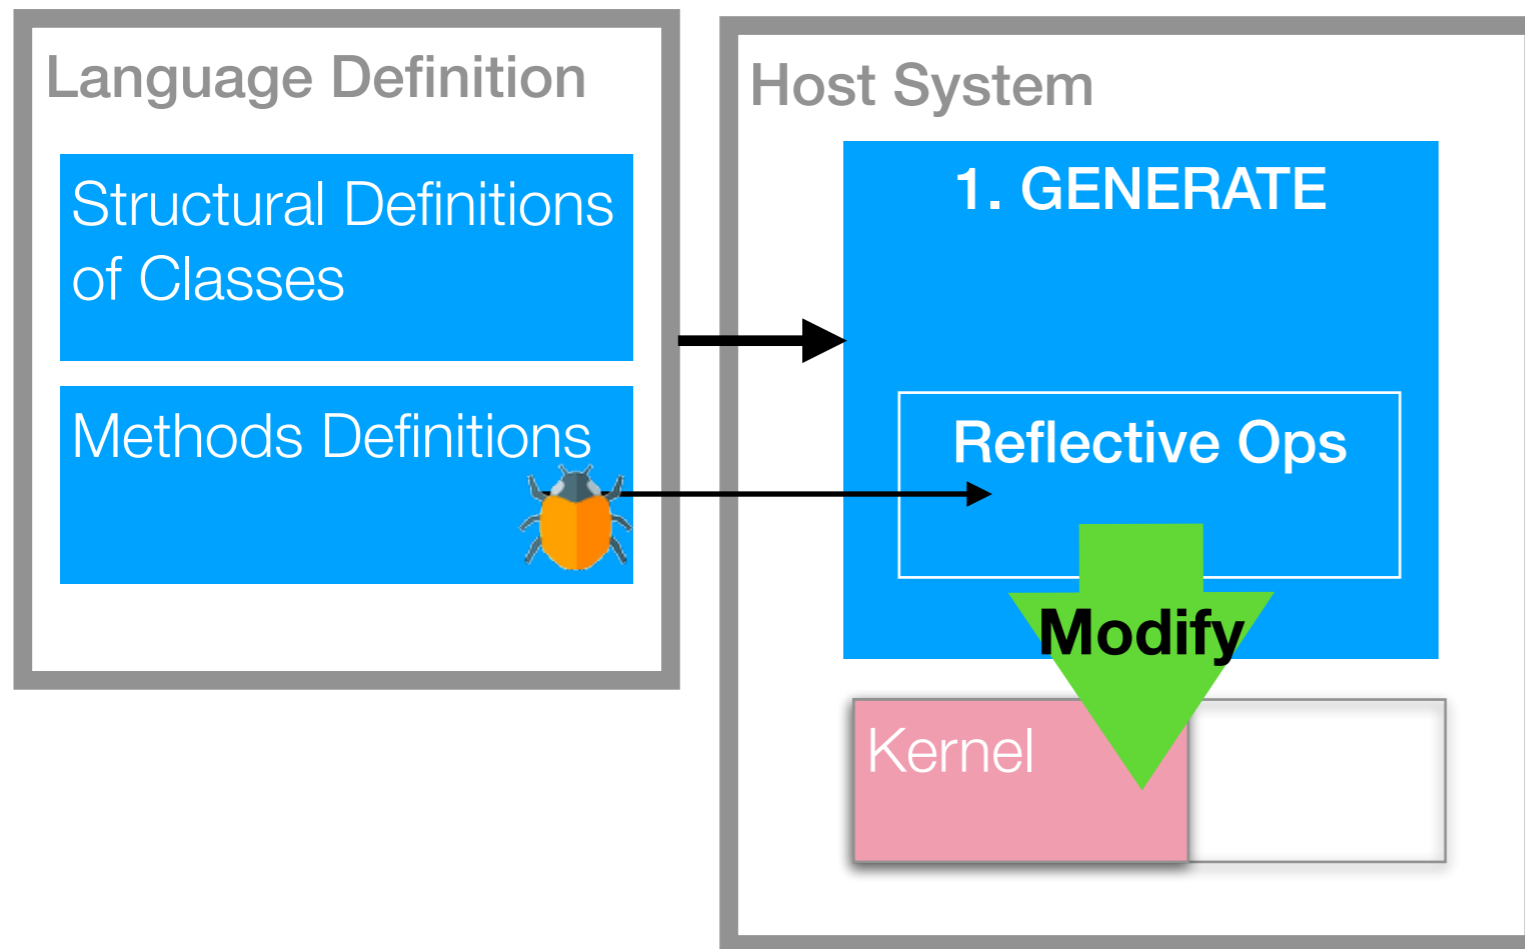 Language Definition
Structural Definitions
of Classes
Methods Definitions
Host System
1. GENERATE
Reflective Ops
Modify
Kernel